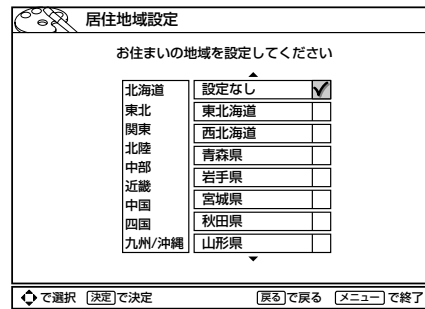 居住地域設定
お住まいの地域を設定してください
北海道
東北
関東
北陸
中部
近畿
中国
四国
九州/沖縄
設定なし
東北海道
西北海道
青森県
岩手県
宮城県
秋田県
山形県
で選択 決定で決定 戻るで戻る メニューで終了